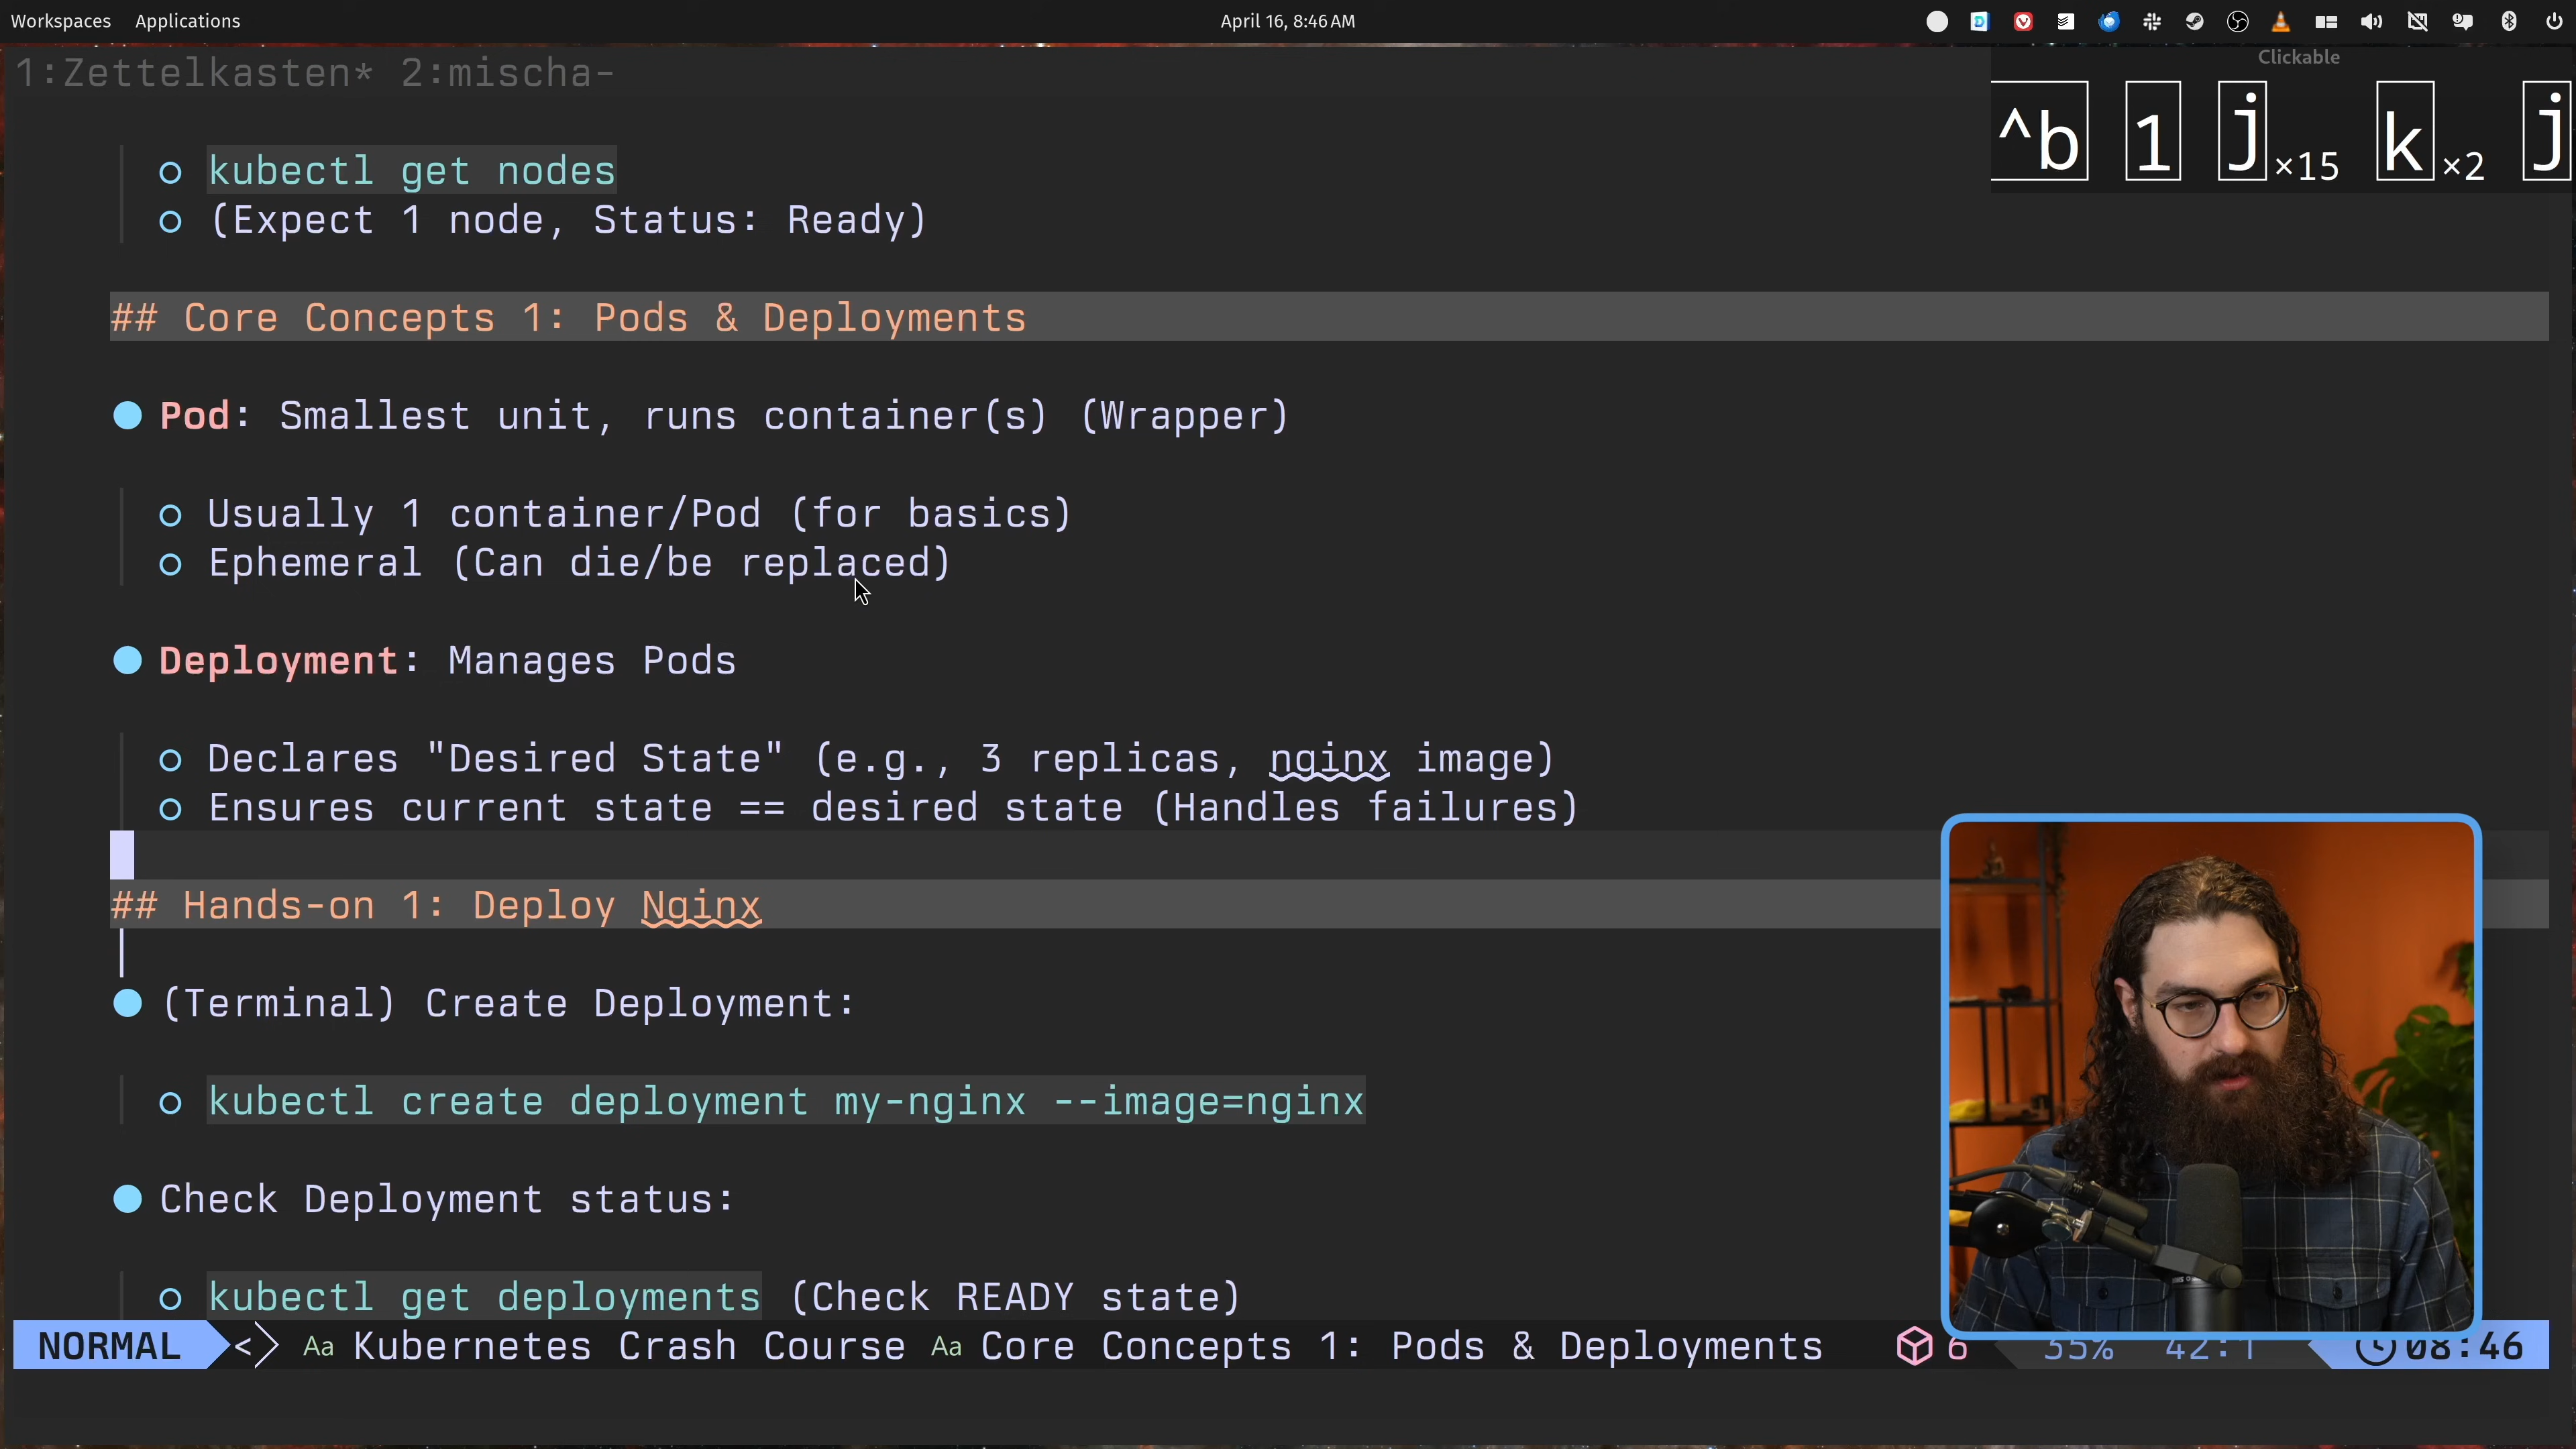 Workspaces Applications April 16, 8:46 AM
1:Zettelkasten* 2:mischa-
Clickable
^b 1 j ×15 k ×2 j
kubectl get nodes
(Expect 1 node, Status: Ready)
## Core Concepts 1: Pods & Deployments
Pod: Smallest unit, runs container(s) (Wrapper)
Usually 1 container/Pod (for basics)
Ephemeral (Can die/be replaced)
Deployment: Manages Pods
Declares "Desired State" (e.g., 3 replicas, nginx image)
Ensures current state == desired state (Handles failures)
## Hands-on 1: Deploy Nginx
(Terminal) Create Deployment:
kubectl create deployment my-nginx --image=nginx
Check Deployment status:
kubectl get deployments (Check READY state)
NORMAL Aa Kubernetes Crash Course Aa Core Concepts 1: Pods & Deployments 6 35% 42:1 08:46